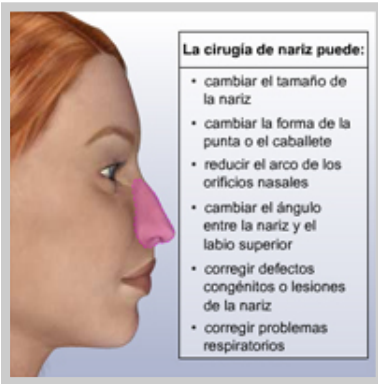 La cirugía de nariz puede:
• cambiar el tamaño de
la nariz
• cambiar la forma de la
punta o el caballete
• reducir el arco de los
orificios nasales
• cambiar el ángulo
entre la nariz y el
labio superior
• corregir defectos
congénitos o lesiones
de la nariz
• corregir problemas
respiratorios